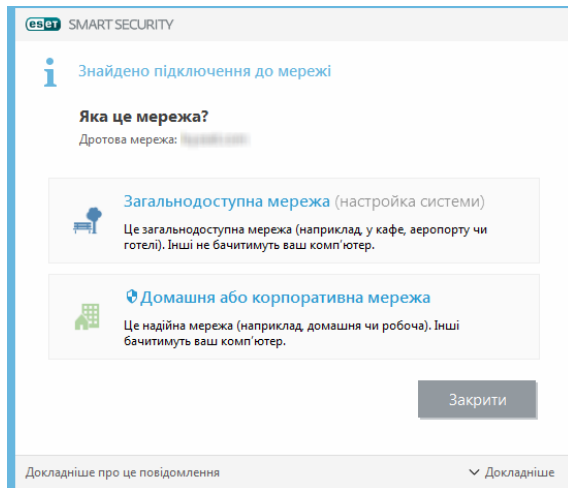 eset SMART SECURITY
Знайдено підключення до мережі
Яка це мережа?
Дротова мережа:
Загальнодоступна мережа (настройка системи)
Це загальнодоступна мережа (наприклад, у кафе, аеропорту чи
готелі). Інші не бачитимуть ваш комп'ютер.
Домашня або корпоративна мережа
Це надійна мережа (наприклад, домашня чи робоча). Інші
бачитимуть ваш комп'ютер.
Закрити
Докладніше про це повідомлення
Докладніше